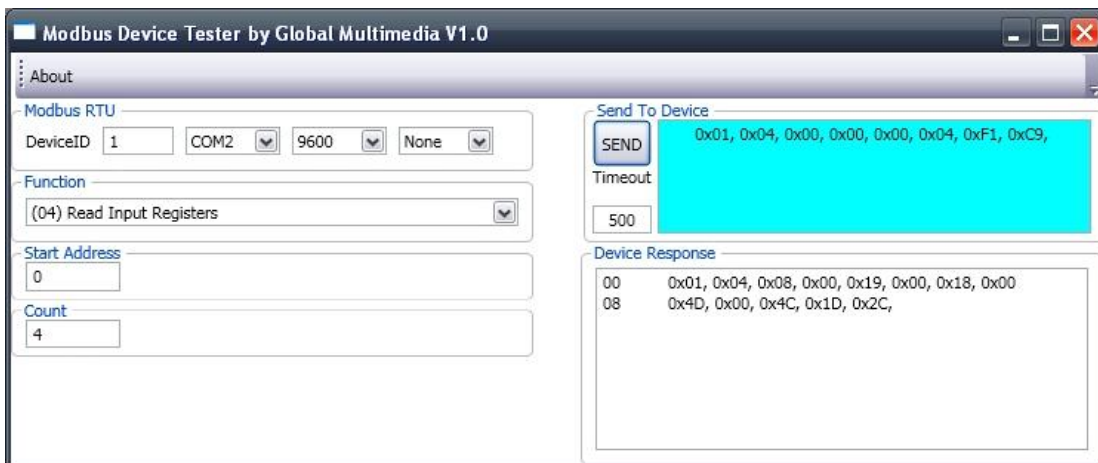 Modbus Device Tester by Global Multimedia V1.0
About
Modbus RTU
DeviceID 1 COM2 9600 None
Function
(04) Read Input Registers
Start Address
0
Count
4
Send To Device
SEND
0x01, 0x04, 0x00, 0x00, 0x00, 0x04, 0xF1, 0xC9,
Timeout
500
Device Response
00 0x01, 0x04, 0x08, 0x00, 0x19, 0x00, 0x18, 0x00
08 0x4D, 0x00, 0x4C, 0x1D, 0x2C,